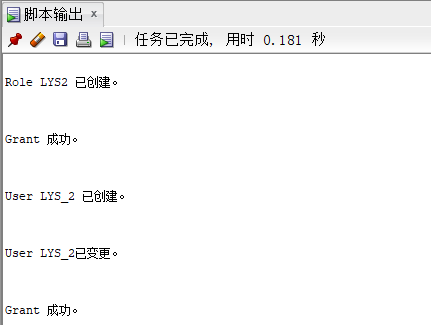 脚本输出 ×
任务已完成, 用时 0.181 秒
Role LYS2 已创建。
Grant 成功。
User LYS_2 已创建。
User LYS_2已变更。
Grant 成功。